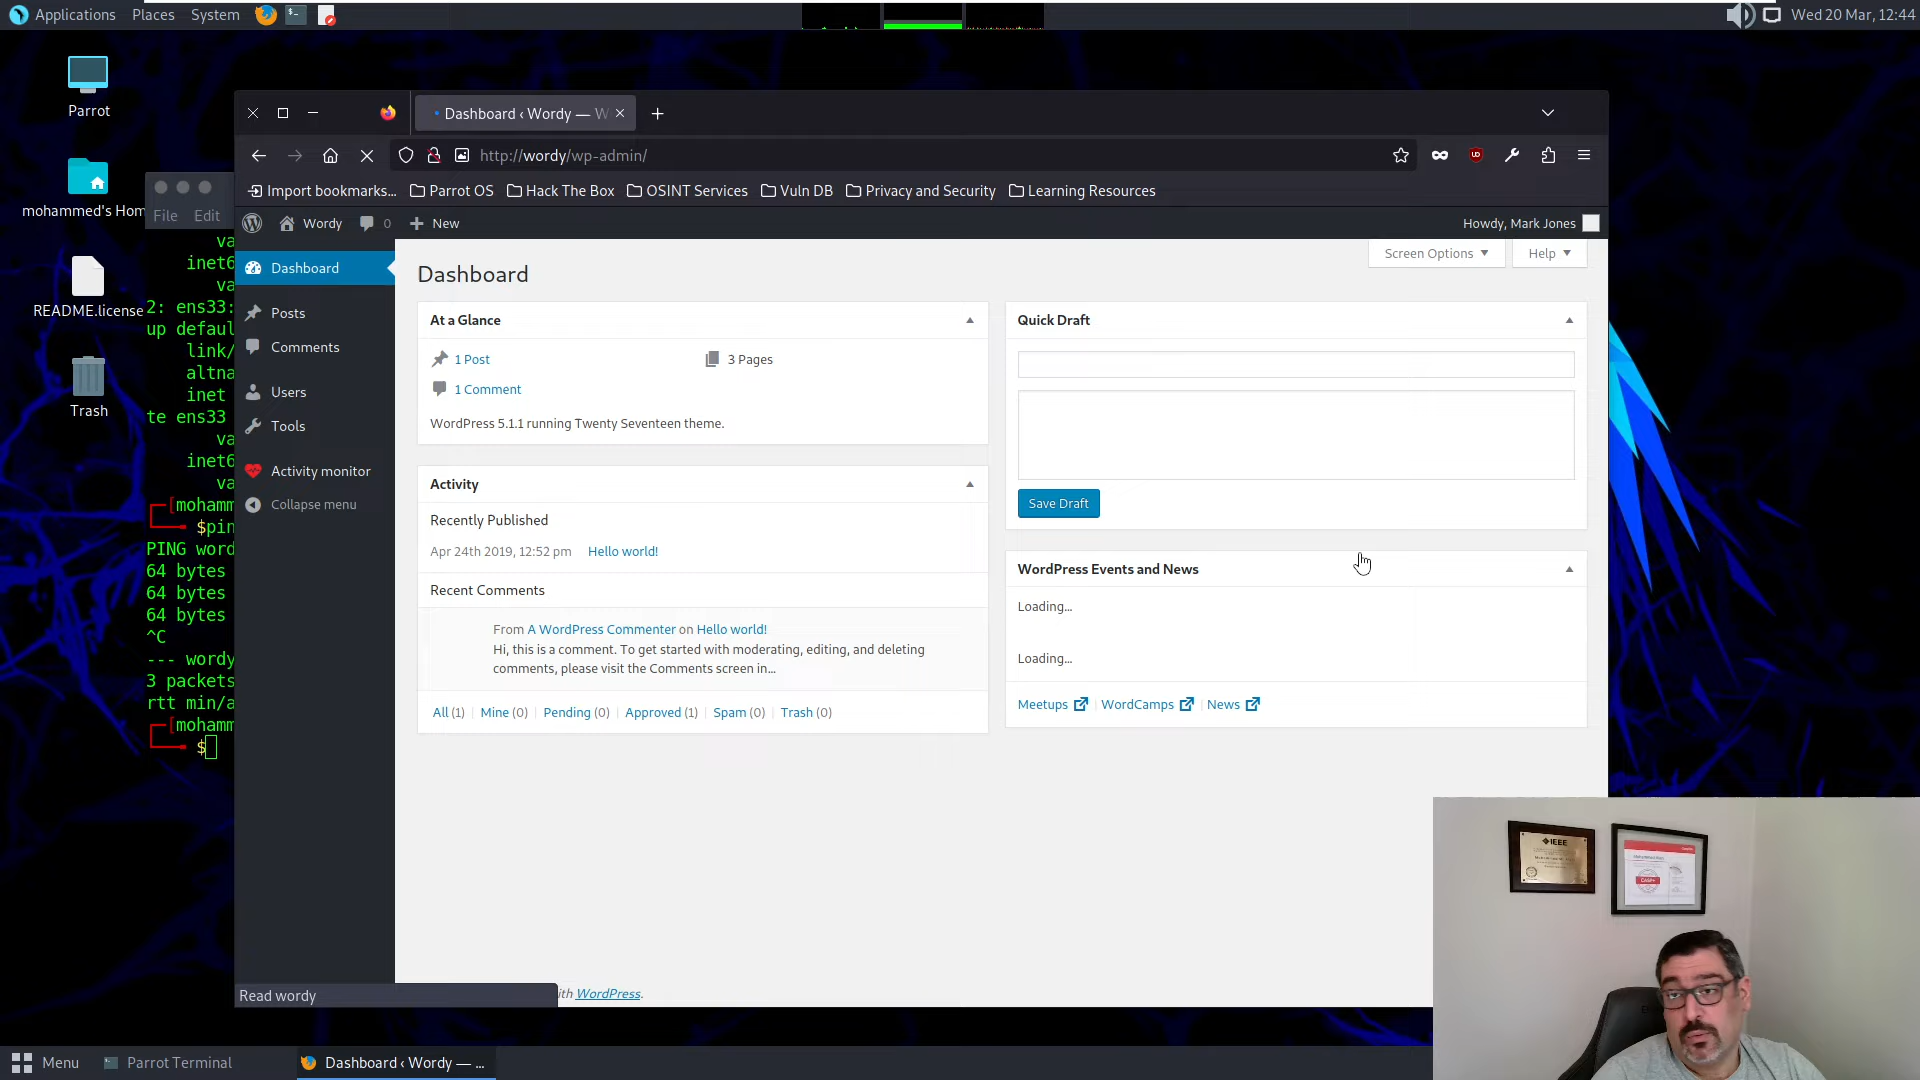 Applications Places System
Wed 20 Mar, 12:44
Parrot
mohammed's Hom
README.license
Trash
File Edit
va
inet6
va
2: ens33:
up defaul
link/
altna
inet
te ens33
va
inet6
va
[mohamm
$pin
PING word
64 bytes
64 bytes
64 bytes
^C
--- wordy
3 packets
rtt min/a
[mohamm
$
Dashboard ‹ Wordy — W
http://wordy/wp-admin/
Import bookmarks... Parrot OS Hack The Box OSINT Services Vuln DB Privacy and Security Learning Resources
Wordy 0 New
Howdy, Mark Jones
Dashboard
Posts
Comments
Users
Tools
Activity monitor
Collapse menu
Screen Options Help
Dashboard
At a Glance
1 Post 3 Pages
1 Comment
WordPress 5.1.1 running Twenty Seventeen theme.
Activity
Recently Published
Apr 24th 2019, 12:52 pm Hello world!
Recent Comments
From A WordPress Commenter on Hello world!
Hi, this is a comment. To get started with moderating, editing, and deleting
comments, please visit the Comments screen in...
All (1) | Mine (0) | Pending (0) | Approved (1) | Spam (0) | Trash (0)
Quick Draft
Save Draft
WordPress Events and News
Loading...
Loading...
Meetups | WordCamps | News
Read wordy
ith WordPress.
IEEE
Menu Parrot Terminal Dashboard ‹ Wordy — ...